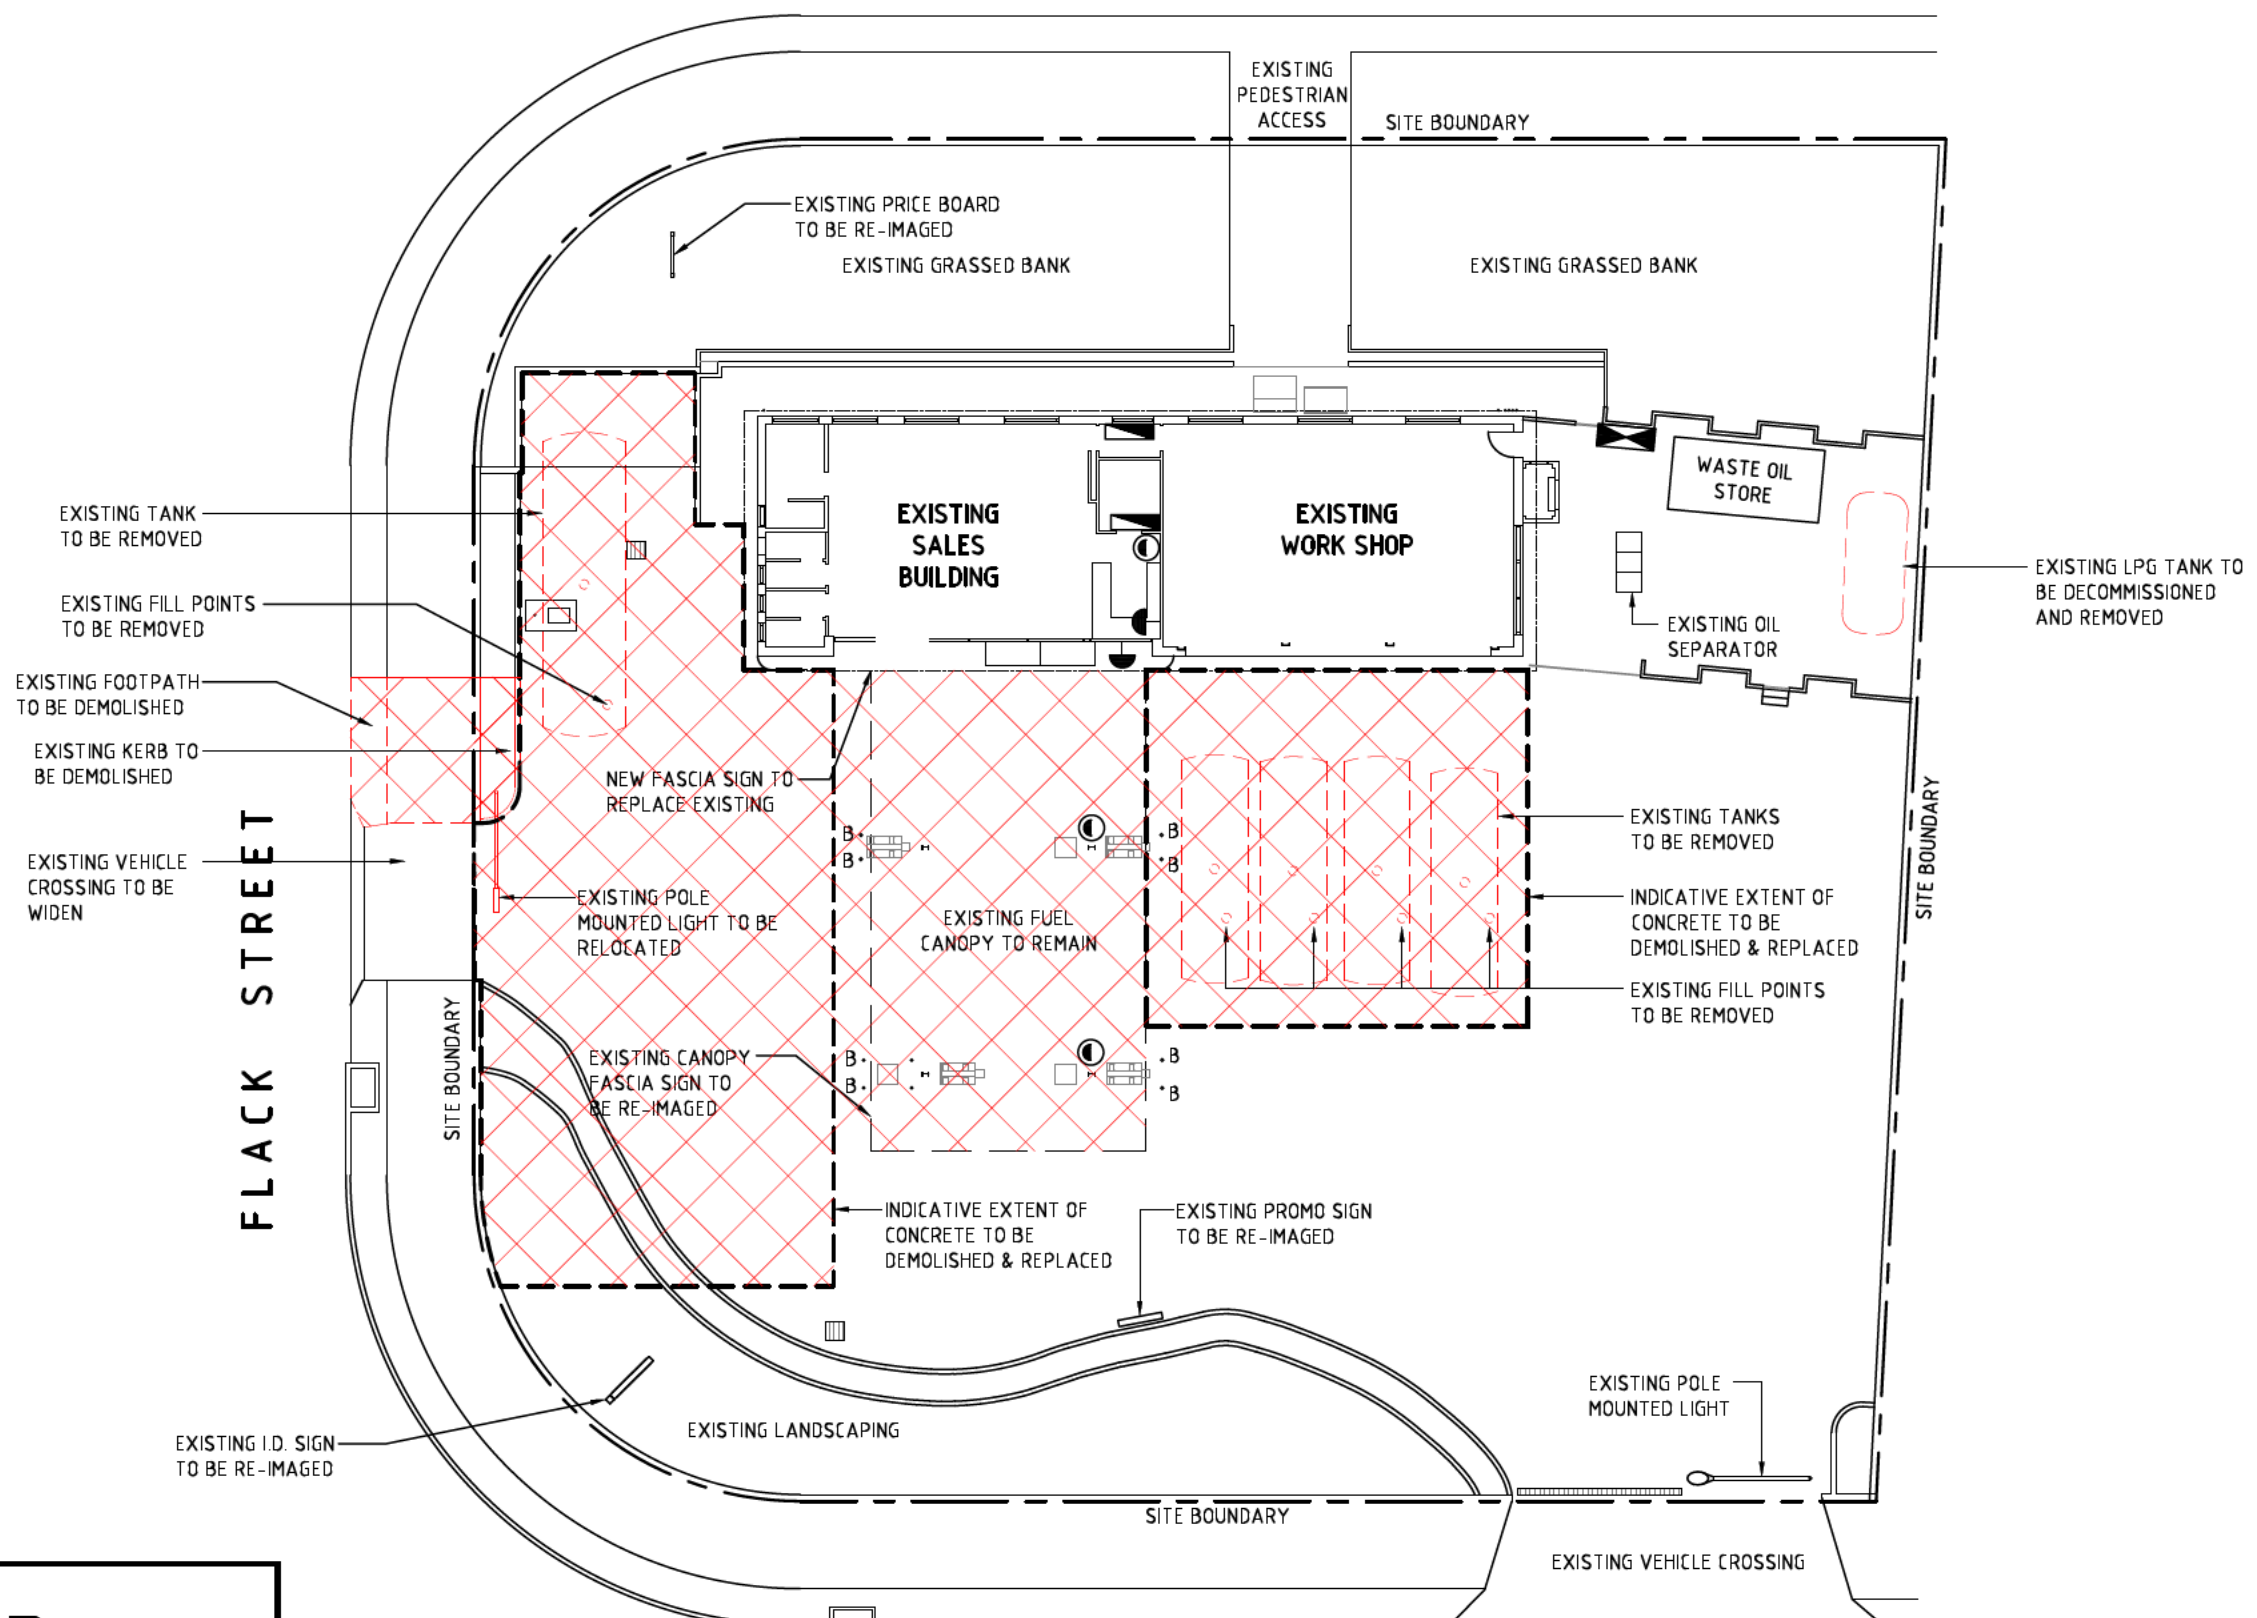 EXISTING
PEDESTRIAN
ACCESS
SITE BOUNDARY
EXISTING PRICE BOARD
TO BE RE-IMAGED
EXISTING GRASSED BANK
EXISTING GRASSED BANK
EXISTING TANK
TO BE REMOVED
EXISTING FILL POINTS
TO BE REMOVED
EXISTING FOOTPATH
TO BE DEMOLISHED
EXISTING KERB TO
BE DEMOLISHED
EXISTING VEHICLE
CROSSING TO BE
WIDEN
FLACK STREET
SITE BOUNDARY
EXISTING
SALES
BUILDING
EXISTING
WORK SHOP
WASTE OIL
STORE
EXISTING OIL
SEPARATOR
EXISTING LPG TANK TO
BE DECOMMISSIONED
AND REMOVED
NEW FASCIA SIGN TO
REPLACE EXISTING
EXISTING POLE
MOUNTED LIGHT TO BE
RELOCATED
EXISTING FUEL
CANOPY TO REMAIN
B
B
B
B
EXISTING TANKS
TO BE REMOVED
INDICATIVE EXTENT OF
CONCRETE TO BE
DEMOLISHED & REPLACED
EXISTING FILL POINTS
TO BE REMOVED
SITE BOUNDARY
EXISTING CANOPY
FASCIA SIGN TO
BE RE-IMAGED
B
B
B
B
INDICATIVE EXTENT OF
CONCRETE TO BE
DEMOLISHED & REPLACED
EXISTING PROMO SIGN
TO BE RE-IMAGED
EXISTING POLE
MOUNTED LIGHT
EXISTING LANDSCAPING
EXISTING I.D. SIGN
TO BE RE-IMAGED
SITE BOUNDARY
EXISTING VEHICLE CROSSING